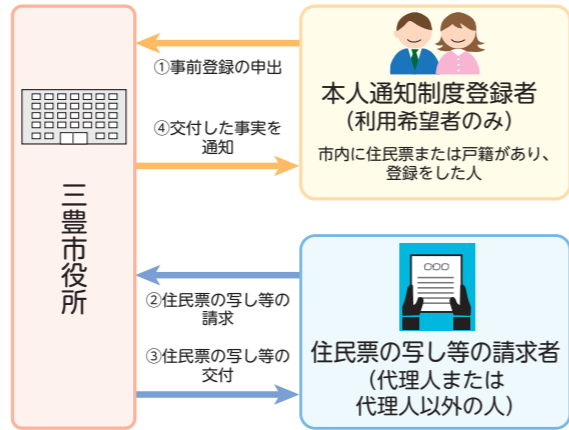 三豊市役所
①事前登録の申出
④交付した事実を
通知
本人通知制度登録者
(利用希望者のみ)
市内に住民票または戸籍があり、
登録をした人
②住民票の写し等の
請求
③住民票の写し等の
交付
○○○
住民票の写し等の請求者
(代理人または
代理人以外の人)